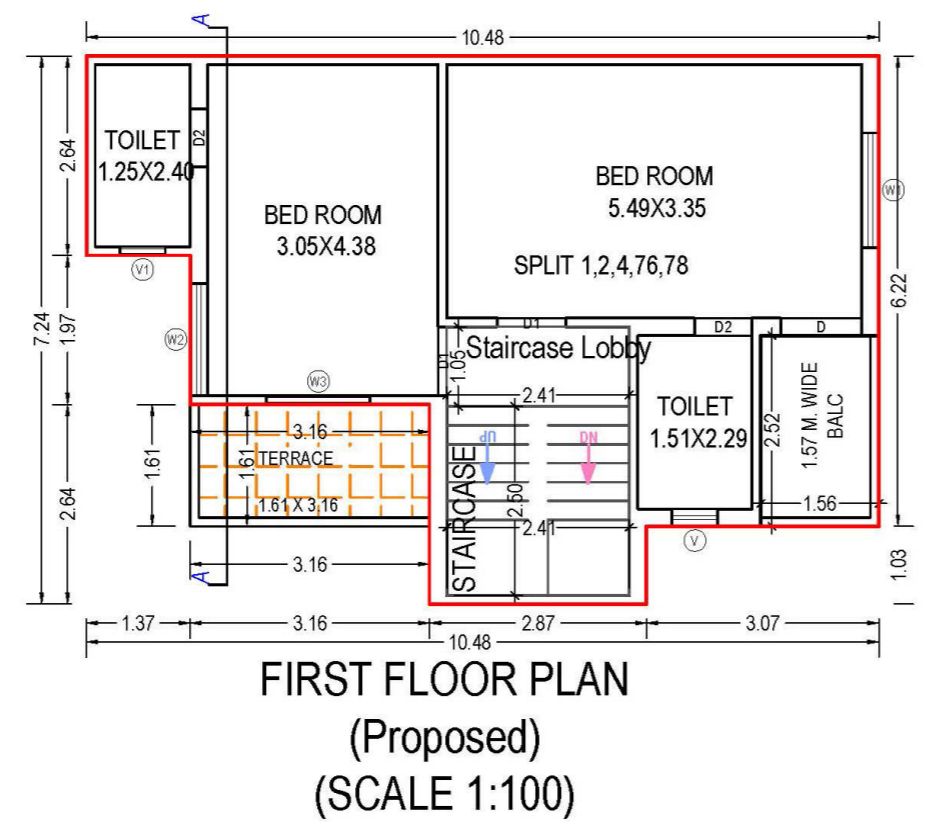 A
10.48
TOILET
1.25X2.40
D2
BED ROOM
3.05X4.38
BED ROOM
5.49X3.35
SPLIT 1,2,4,76,78
W1
2.64
V1
7.24
1.97
6.22
W2
W3
D1
D1
D2
D
Staircase Lobby
1.05
2.41
TOILET
1.51X2.29
2.52
1.57 M. WIDE
BALC
3.16
TERRACE
1.61
1.61
1.61 X 3.16
UP
DN
STAIRCASE
2.50
2.41
1.56
2.64
V
A
3.16
1.03
1.37
3.16
2.87
3.07
10.48
FIRST FLOOR PLAN
(Proposed)
(SCALE 1:100)